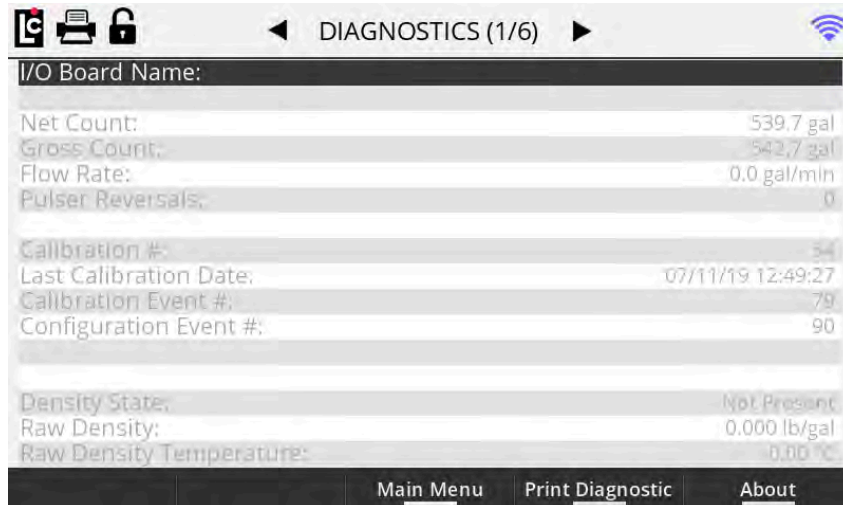 LC
DIAGNOSTICS (1/6)
I/O Board Name:
Net Count: 539.7 gal
Gross Count: 542.7 gal
Flow Rate: 0.0 gal/min
Pulser Reversals: 0
Calibration #: 54
Last Calibration Date: 07/11/19 12:49:27
Calibration Event #: 79
Configuration Event #: 90
Density State: Not Present
Raw Density: 0.000 lb/gal
Raw Density Temperature: 0.00 °C
Main Menu Print Diagnostic About